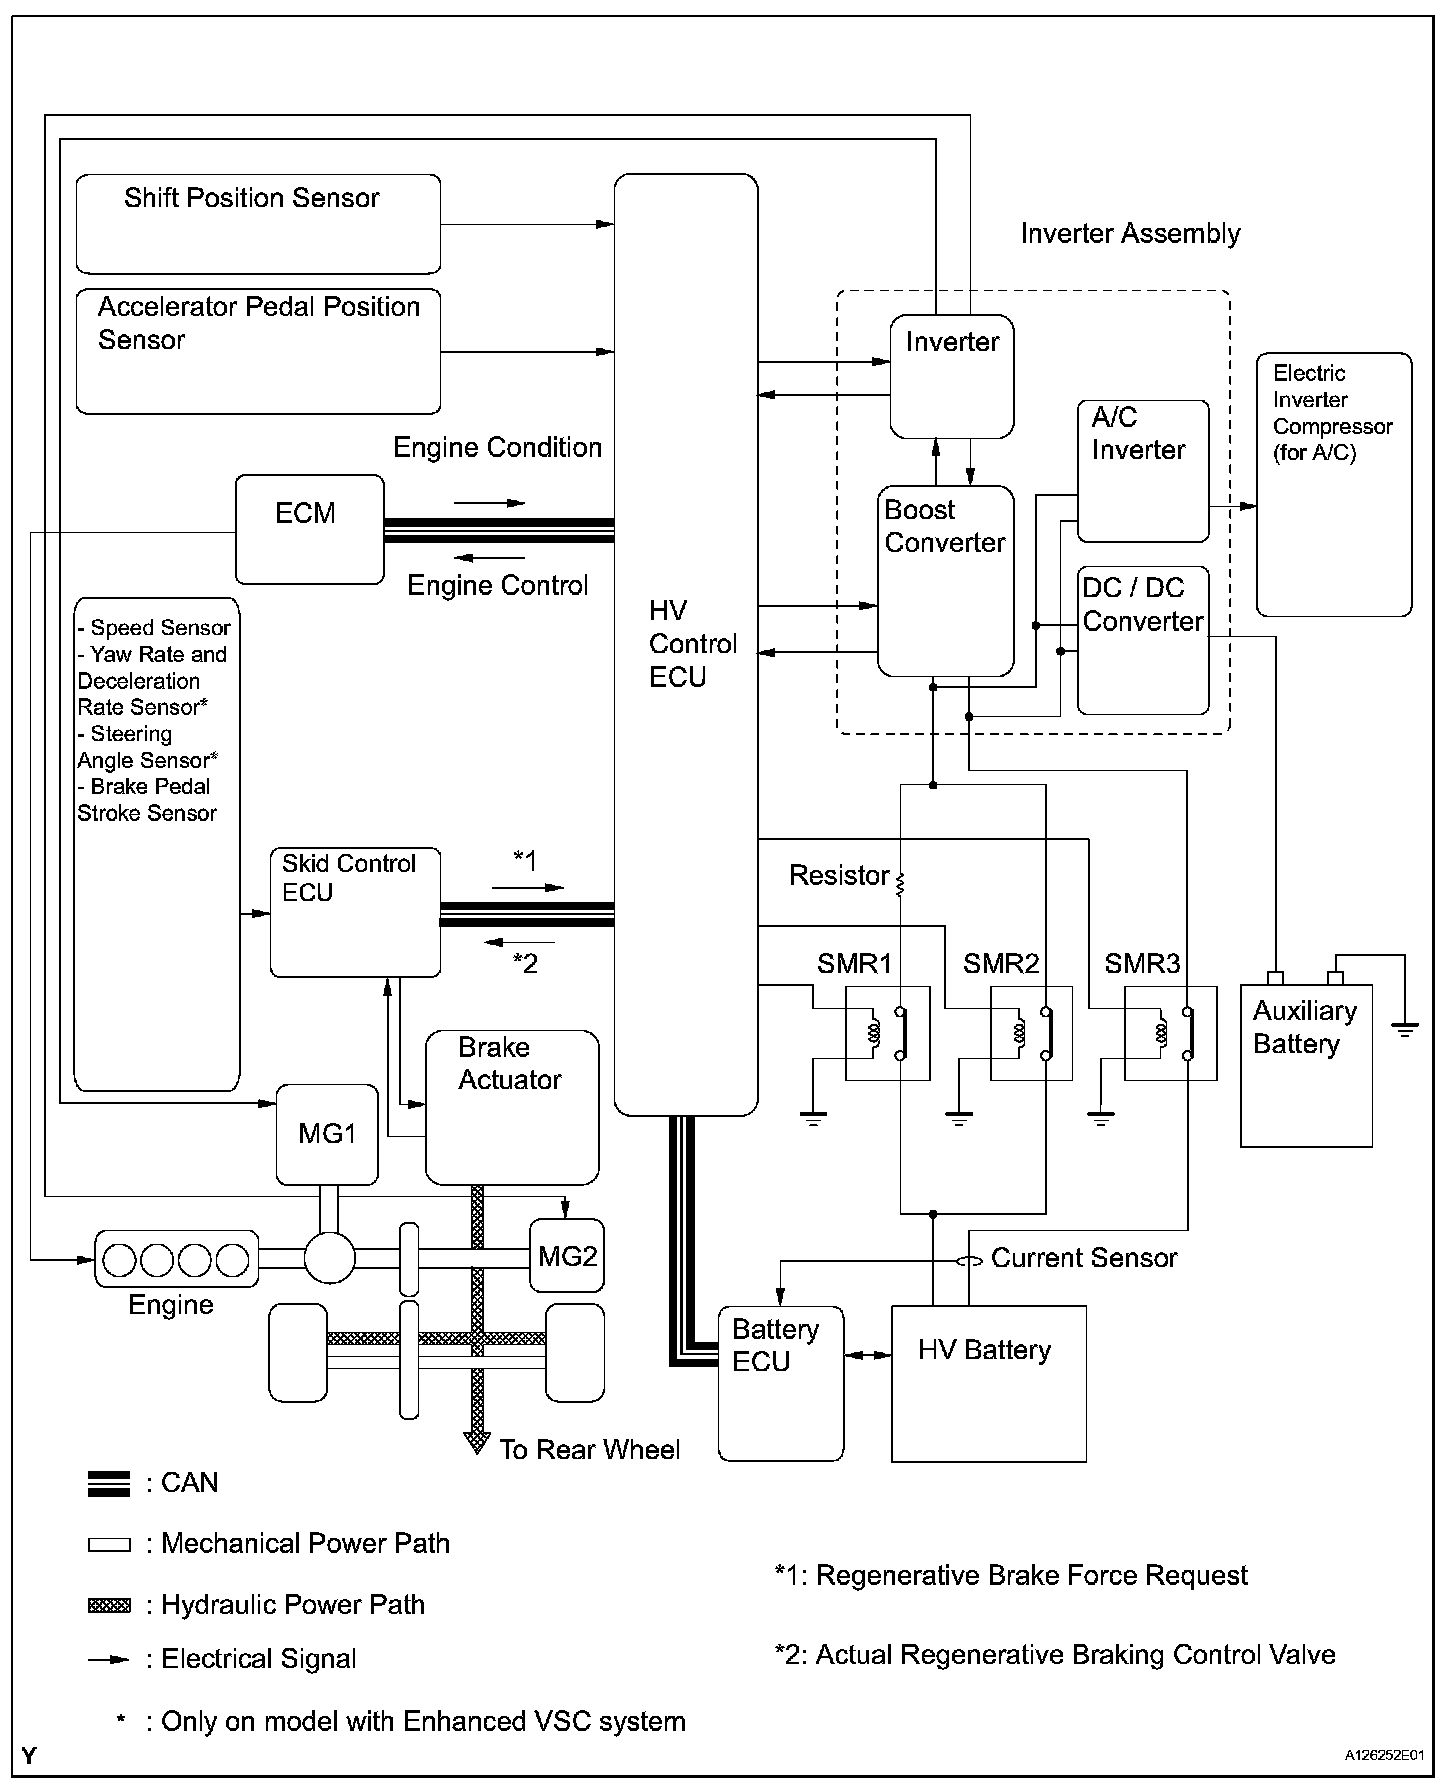 Shift Position Sensor
Inverter Assembly
Accelerator Pedal Position
Sensor
Inverter
Electric
Inverter
Compressor
(for A/C)
A/C
Inverter
Engine Condition
ECM
Engine Control
Boost
Converter
DC / DC
Converter
HV
Control
ECU
- Speed Sensor
- Yaw Rate and
Deceleration
Rate Sensor*
- Steering
Angle Sensor*
- Brake Pedal
Stroke Sensor
Skid Control
ECU
*1
*2
Resistor
SMR1
SMR2
SMR3
Auxiliary
Battery
Brake
Actuator
MG1
MG2
Engine
Current Sensor
Battery
ECU
HV Battery
To Rear Wheel
: CAN
: Mechanical Power Path
: Hydraulic Power Path
: Electrical Signal
* : Only on model with Enhanced VSC system
*1: Regenerative Brake Force Request
*2: Actual Regenerative Braking Control Valve
Y
A126252E01